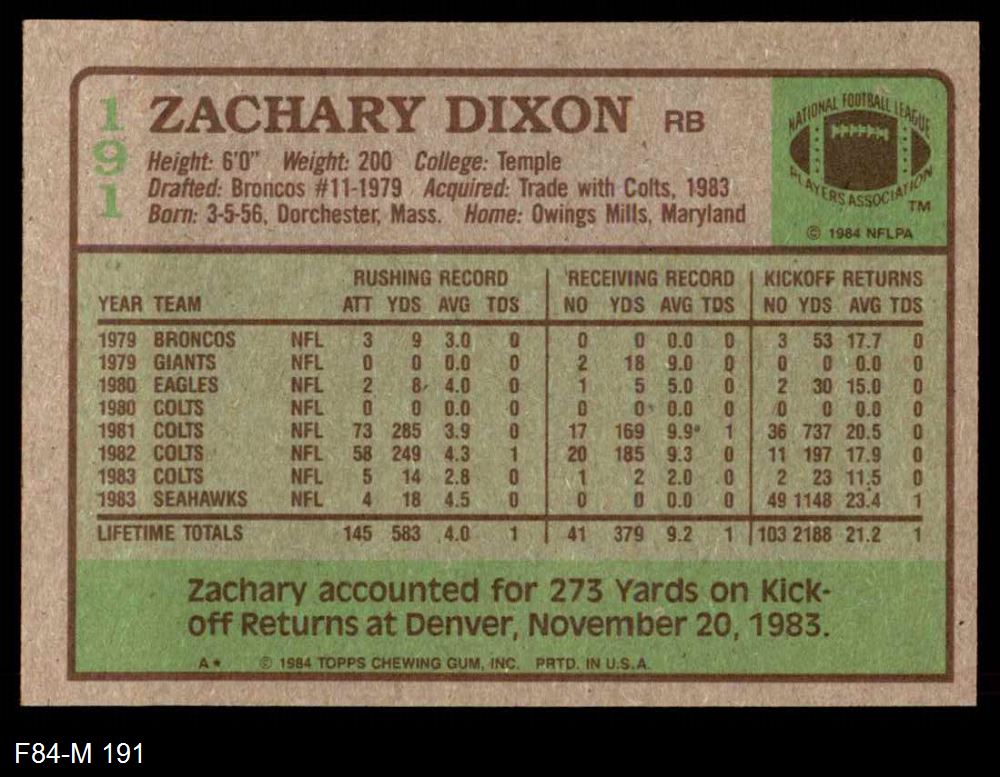 191
ZACHARY DIXON RB
Height: 6'0" Weight: 200 College: Temple
Drafted: Broncos #11-1979 Acquired: Trade with Colts, 1983
Born: 3-5-56, Dorchester, Mass. Home: Owings Mills, Maryland
NATIONAL FOOTBALL LEAGUE
PLAYERS ASSOCIATION
TM
© 1984 NFLPA
RUSHING RECORD RECEIVING RECORD KICKOFF RETURNS
YEAR TEAM ATT YDS AVG TDS NO YDS AVG TDS NO YDS AVG TDS
1979 BRONCOS NFL 3 9 3.0 0 0 0 0.0 0 3 53 17.7 0
1979 GIANTS NFL 0 0 0.0 0 2 18 9.0 0 0 0 0.0 0
1980 EAGLES NFL 2 8 4.0 0 1 5 5.0 0 2 30 15.0 0
1980 COLTS NFL 0 0 0.0 0 0 0 0.0 0 0 0 0.0 0
1981 COLTS NFL 73 285 3.9 0 17 169 9.9 1 36 737 20.5 0
1982 COLTS NFL 58 249 4.3 1 20 185 9.3 0 11 197 17.9 0
1983 COLTS NFL 5 14 2.8 0 1 2 2.0 0 2 23 11.5 0
1983 SEAHAWKS NFL 4 18 4.5 0 0 0 0.0 0 49 1148 23.4 1
LIFETIME TOTALS 145 583 4.0 1 41 379 9.2 1 103 2188 21.2 1
Zachary accounted for 273 Yards on Kick-
off Returns at Denver, November 20, 1983.
A* © 1984 TOPPS CHEWING GUM, INC. PRTD. IN U.S.A.
F84-M 191